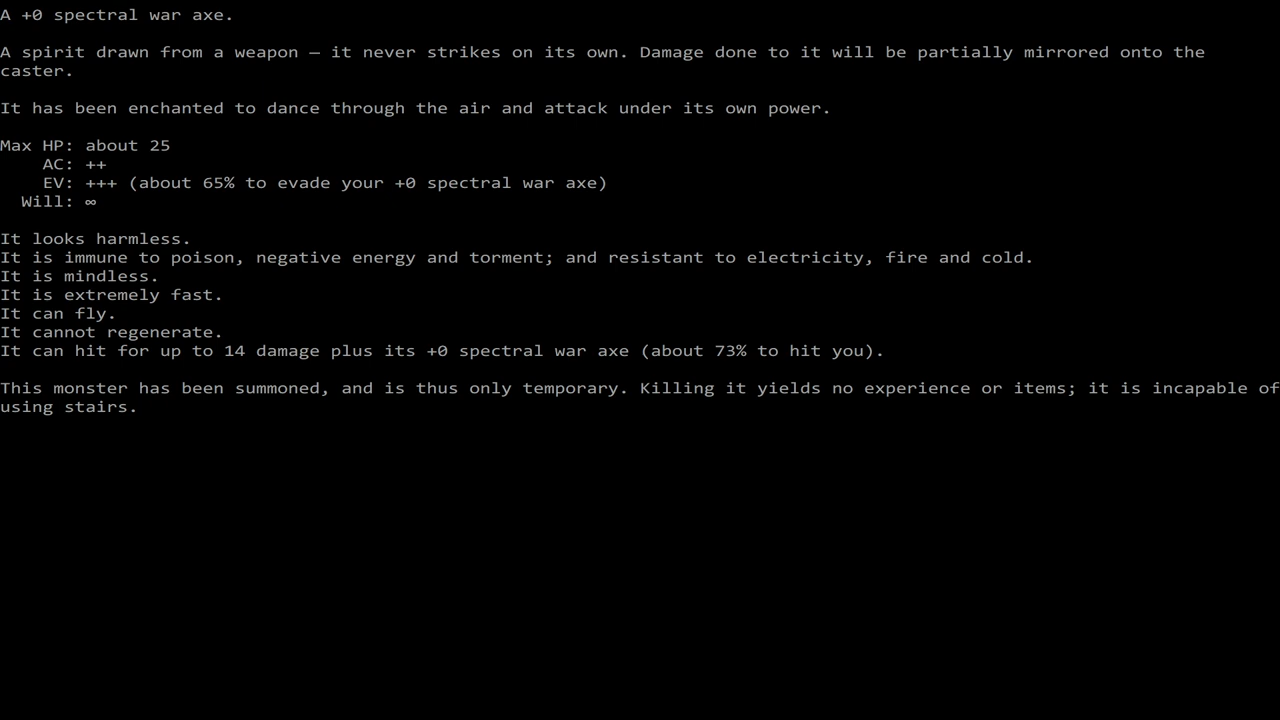 A +0 spectral war axe.
A spirit drawn from a weapon — it never strikes on its own. Damage done to it will be partially mirrored onto the
caster.
It has been enchanted to dance through the air and attack under its own power.
Max HP: about 25
AC: ++
EV: +++ (about 65% to evade your +0 spectral war axe)
Will: ∞
It looks harmless.
It is immune to poison, negative energy and torment; and resistant to electricity, fire and cold.
It is mindless.
It is extremely fast.
It can fly.
It cannot regenerate.
It can hit for up to 14 damage plus its +0 spectral war axe (about 73% to hit you).
This monster has been summoned, and is thus only temporary. Killing it yields no experience or items; it is incapable of
using stairs.